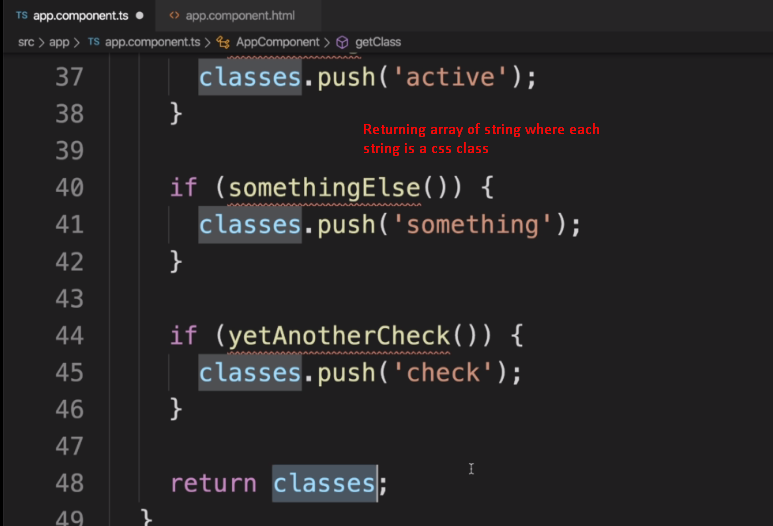 TS app.component.ts ● <> app.component.html
src > app > TS app.component.ts > AppComponent > getClass
37 classes.push('active');
38 }
Returning array of string where each
39
string is a css class
40 if (somethingElse()) {
41 classes.push('something');
42 }
43
44 if (yetAnotherCheck()) {
45 classes.push('check');
46 }
47
48 return classes;
49 }